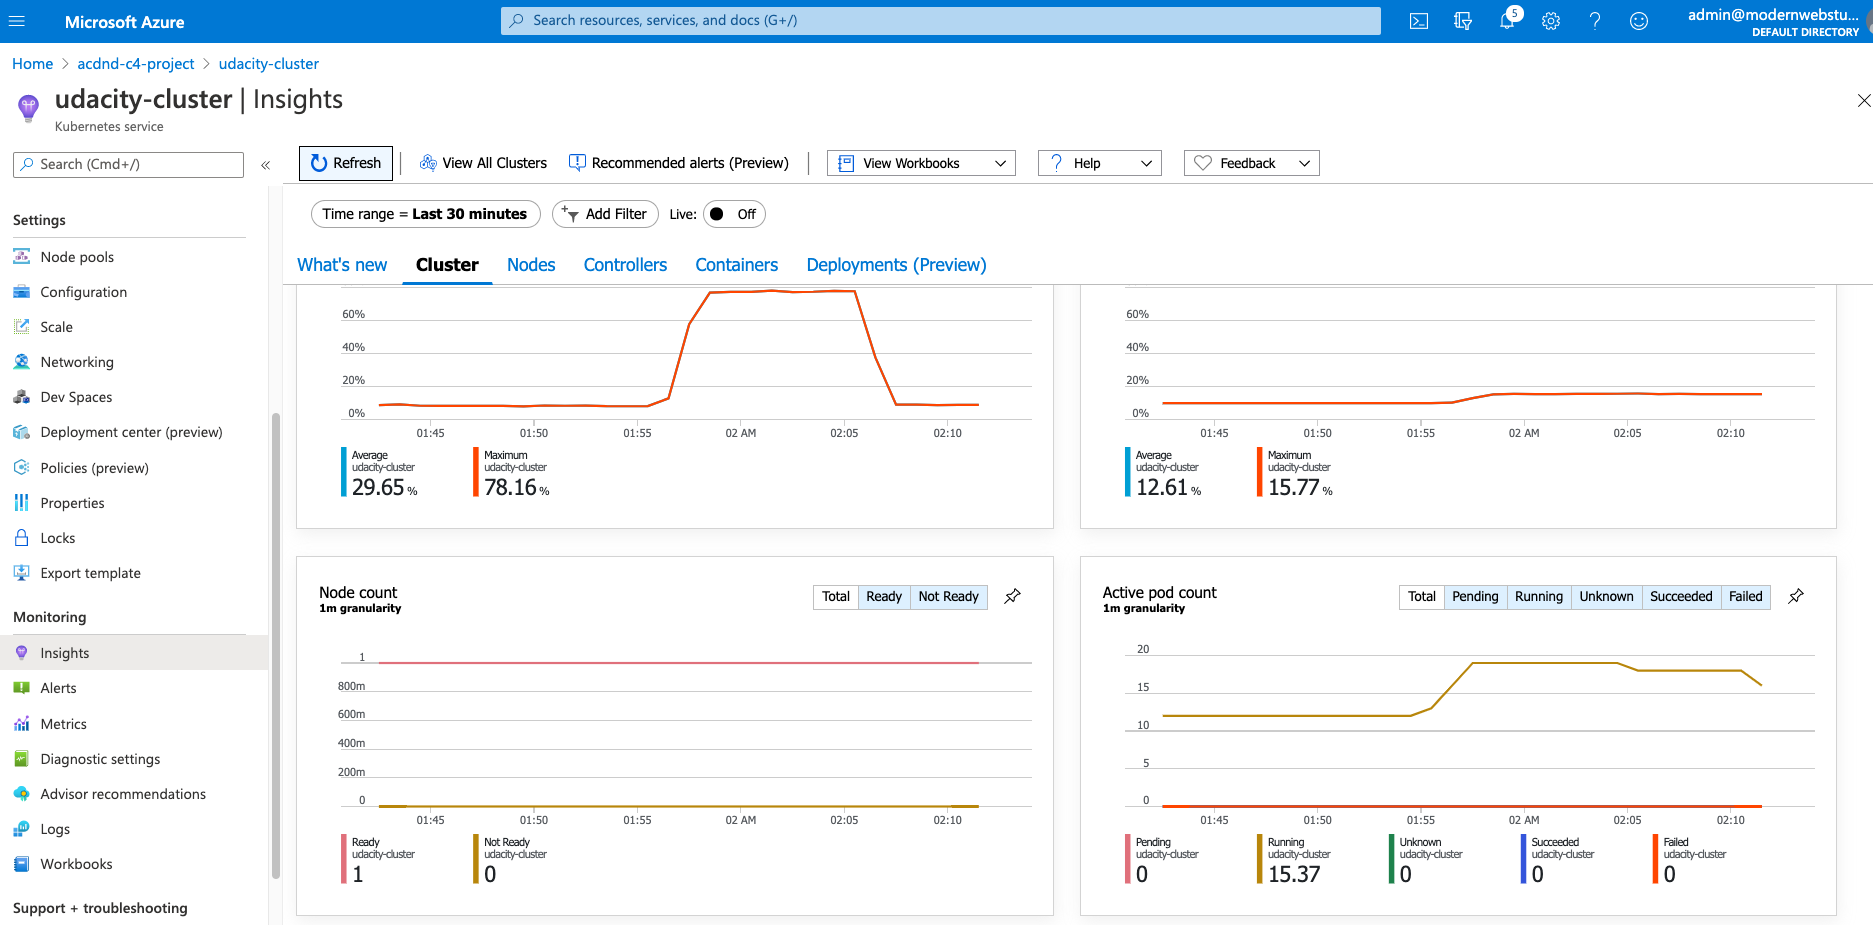 Microsoft Azure
Search resources, services, and docs (G+/)
5
admin@modernwebstu...
DEFAULT DIRECTORY
Home > acdnd-c4-project > udacity-cluster
udacity-cluster | Insights
Kubernetes service
Search (Cmd+/)
«
Refresh
View All Clusters
Recommended alerts (Preview)
View Workbooks
Help
Feedback
Time range = Last 30 minutes
Add Filter
Live:
Off
What's new
Cluster
Nodes
Controllers
Containers
Deployments (Preview)
Settings
Node pools
Configuration
Scale
Networking
Dev Spaces
Deployment center (preview)
Policies (preview)
Properties
Locks
Export template
Monitoring
Insights
Alerts
Metrics
Diagnostic settings
Advisor recommendations
Logs
Workbooks
Support + troubleshooting
60%
40%
20%
0%
01:45 01:50 01:55 02 AM 02:05 02:10
Average
udacity-cluster
29.65 %
Maximum
udacity-cluster
78.16 %
60%
40%
20%
0%
01:45 01:50 01:55 02 AM 02:05 02:10
Average
udacity-cluster
12.61 %
Maximum
udacity-cluster
15.77 %
Node count
1m granularity
Total Ready Not Ready
1
800m
600m
400m
200m
0
01:45 01:50 01:55 02 AM 02:05 02:10
Ready
udacity-cluster
1
Not Ready
udacity-cluster
0
Active pod count
1m granularity
Total Pending Running Unknown Succeeded Failed
20
15
10
5
0
01:45 01:50 01:55 02 AM 02:05 02:10
Pending
udacity-cluster
0
Running
udacity-cluster
15.37
Unknown
udacity-cluster
0
Succeeded
udacity-cluster
0
Failed
udacity-cluster
0